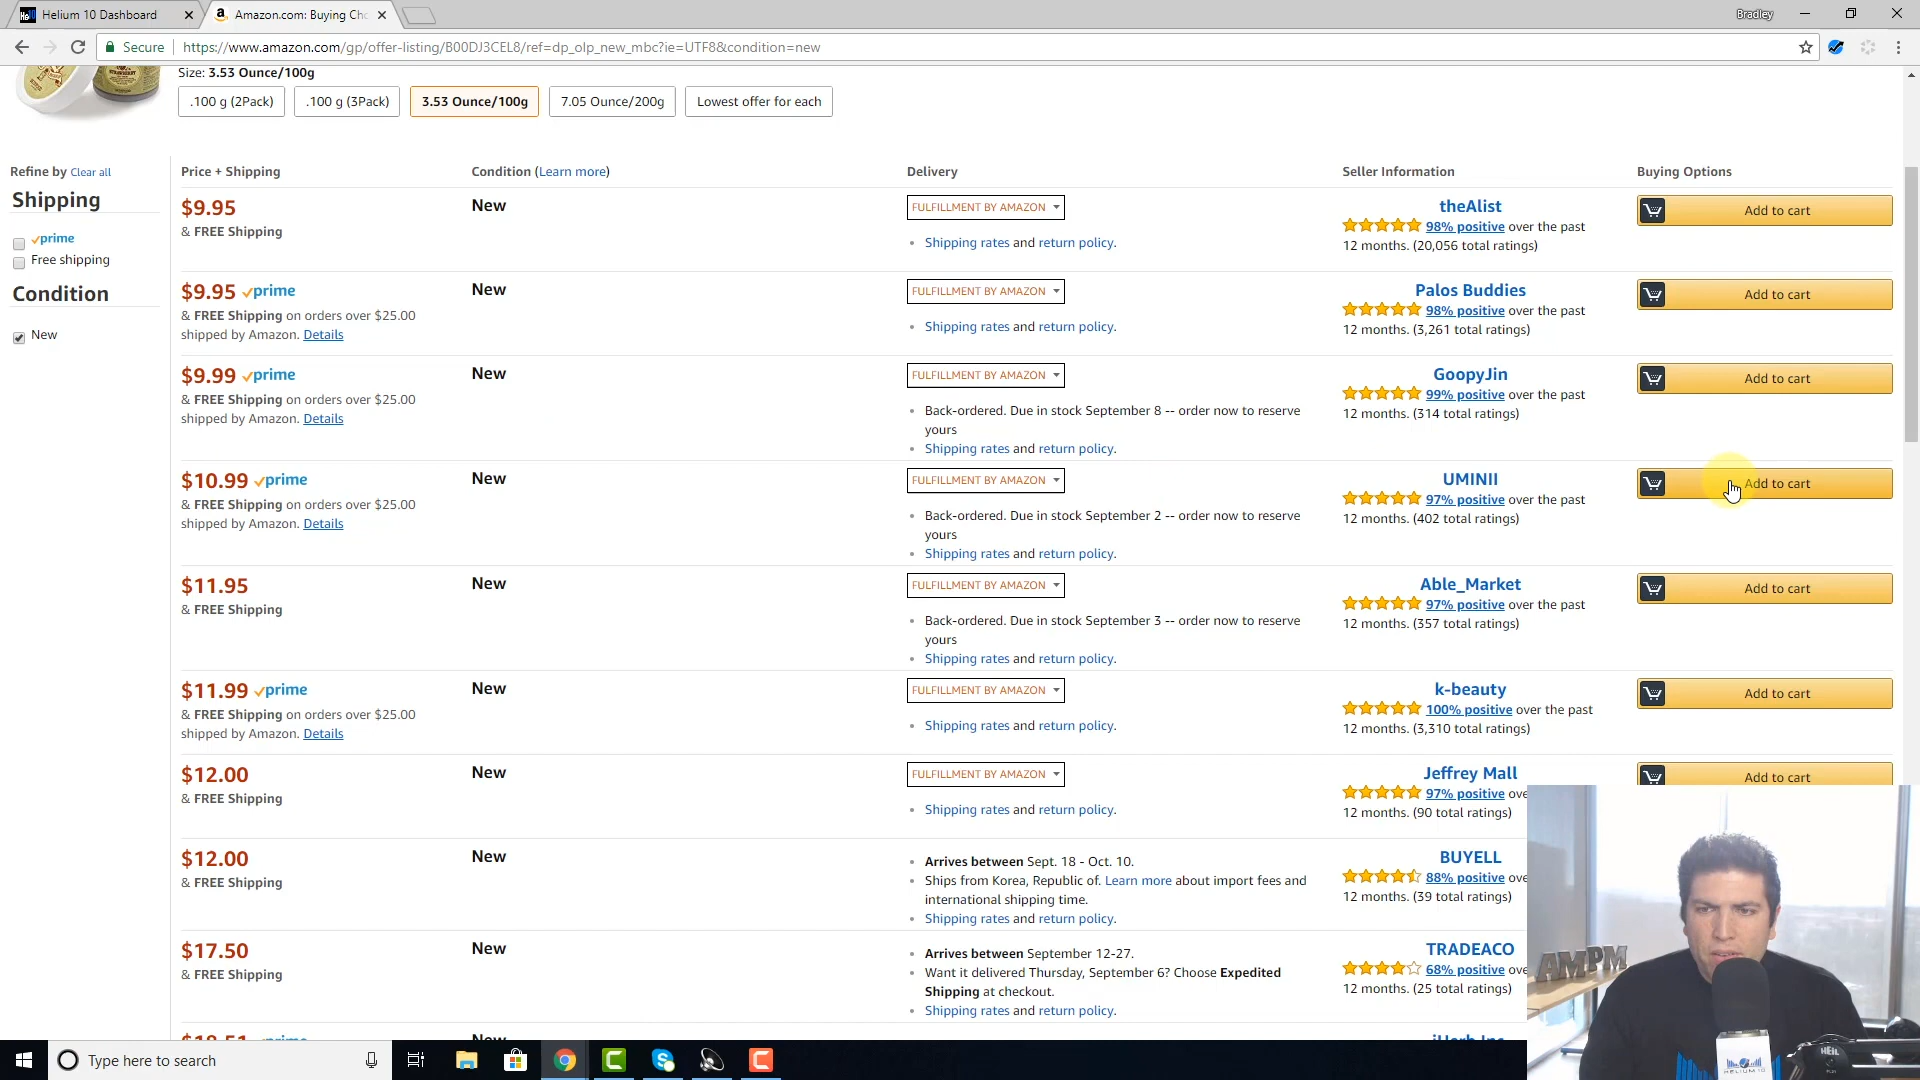 Helium 10 Dashboard
Amazon.com: Buying Cho
Bradley
Secure
https://www.amazon.com/gp/offer-listing/B00DJ3CEL8/ref=dp_olp_new_mbc?ie=UTF8&condition=new
Size: 3.53 Ounce/100g
.100 g (2Pack)
.100 g (3Pack)
3.53 Ounce/100g
7.05 Ounce/200g
Lowest offer for each
Refine by Clear all
Shipping
prime
Free shipping
Condition
New
Price + Shipping
Condition (Learn more)
Delivery
Seller Information
Buying Options
$9.95
& FREE Shipping
New
FULFILLMENT BY AMAZON
Shipping rates and return policy.
theAlist
98% positive over the past
12 months. (20,056 total ratings)
Add to cart
$9.95 prime
& FREE Shipping on orders over $25.00
shipped by Amazon. Details
New
FULFILLMENT BY AMAZON
Shipping rates and return policy.
Palos Buddies
98% positive over the past
12 months. (3,261 total ratings)
Add to cart
$9.99 prime
& FREE Shipping on orders over $25.00
shipped by Amazon. Details
New
FULFILLMENT BY AMAZON
Back-ordered. Due in stock September 8 -- order now to reserve
yours
Shipping rates and return policy.
GoopyJin
99% positive over the past
12 months. (314 total ratings)
Add to cart
$10.99 prime
& FREE Shipping on orders over $25.00
shipped by Amazon. Details
New
FULFILLMENT BY AMAZON
Back-ordered. Due in stock September 2 -- order now to reserve
yours
Shipping rates and return policy.
UMINII
97% positive over the past
12 months. (402 total ratings)
Add to cart
$11.95
& FREE Shipping
New
FULFILLMENT BY AMAZON
Back-ordered. Due in stock September 3 -- order now to reserve
yours
Shipping rates and return policy.
Able_Market
97% positive over the past
12 months. (357 total ratings)
Add to cart
$11.99 prime
& FREE Shipping on orders over $25.00
shipped by Amazon. Details
New
FULFILLMENT BY AMAZON
Shipping rates and return policy.
k-beauty
100% positive over the past
12 months. (3,310 total ratings)
Add to cart
$12.00
& FREE Shipping
New
FULFILLMENT BY AMAZON
Shipping rates and return policy.
Jeffrey Mall
97% positive ove
12 months. (90 total ratings)
Add to cart
$12.00
& FREE Shipping
New
Arrives between Sept. 18 - Oct. 10.
Ships from Korea, Republic of. Learn more about import fees and
international shipping time.
Shipping rates and return policy.
BUYELL
88% positive ove
12 months. (39 total ratings)
$17.50
& FREE Shipping
New
Arrives between September 12-27.
Want it delivered Thursday, September 6? Choose Expedited
Shipping at checkout.
Shipping rates and return policy.
TRADEACO
68% positive ove
12 months. (25 total ratings)
AMPM
HELIUM 10
HEIL
Type here to search